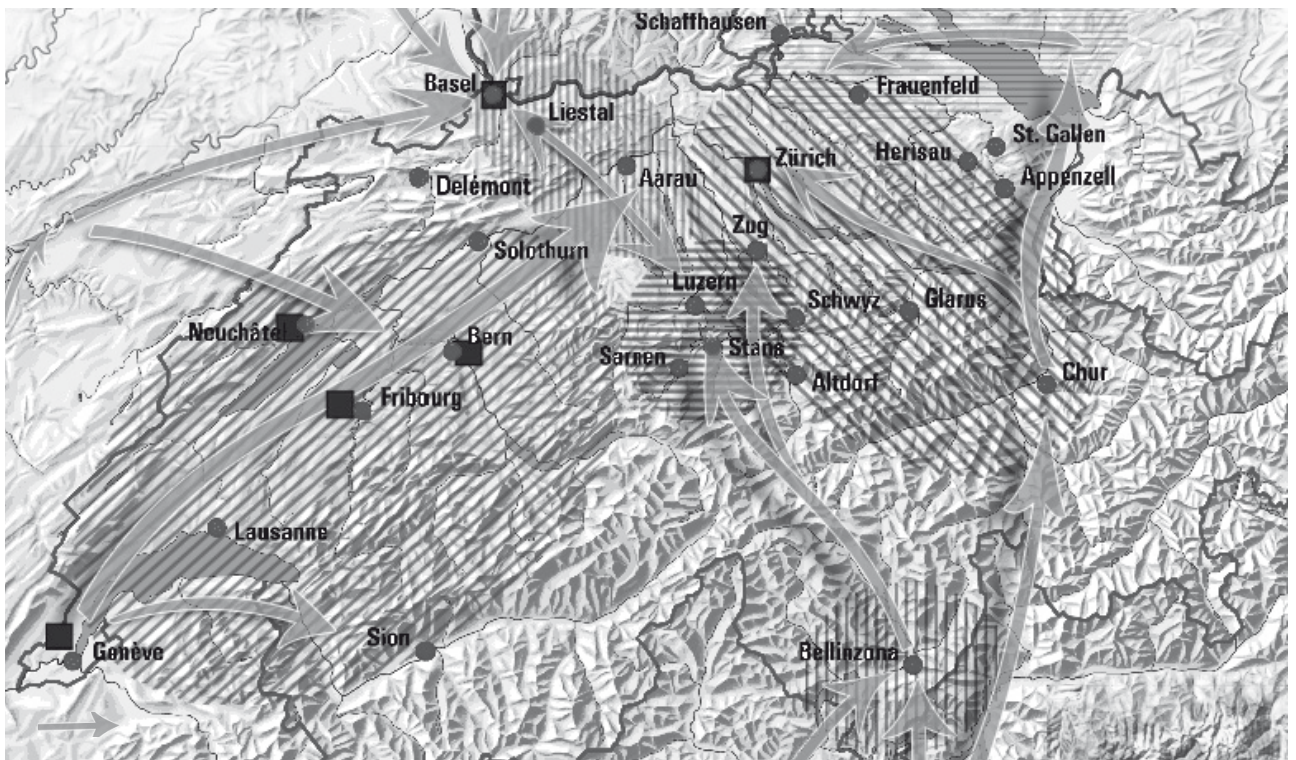 Schaffhausen
Basel
Frauenfeld
Liestal
St. Gallen
Herisau
Zürich
Aarau
Appenzell
Delémont
Zug
Solothurn
Luzern
Schwyz
Glarus
Neuchâtel
Bern
Stans
Sarnen
Chur
Altdorf
Fribourg
Lausanne
Sion
Genève
Bellinzona